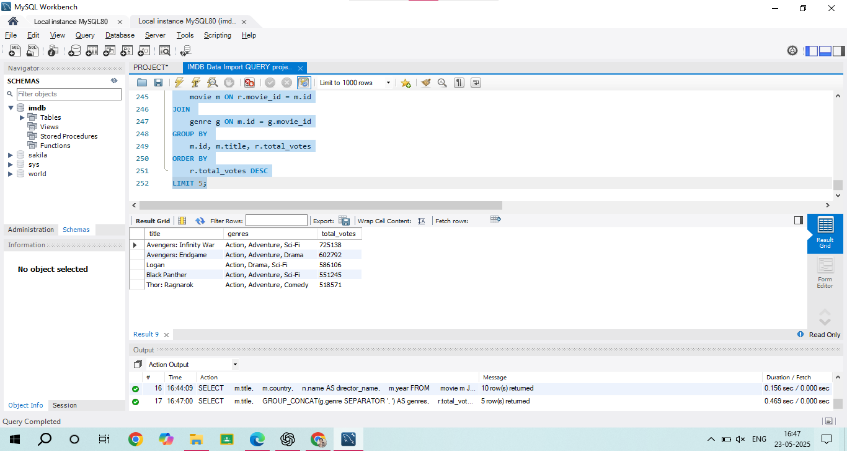 MySQL Workbench
Local instance MySQL80 × Local instance MySQL80 (imd... ×
File Edit View Query Database Server Tools Scripting Help
Navigator
SCHEMAS
Filter objects
imdb
Tables
Views
Stored Procedures
Functions
sakila
sys
world
Administration Schemas
Information
No object selected
Object Info Session
PROJECT* IMDB Data Import QUERY proje... ×
Limit to 1000 rows
245 movie m ON r.movie_id = m.id
246 JOIN
247 genre g ON m.id = g.movie_id
248 GROUP BY
249 m.id, m.title, r.total_votes
250 ORDER BY
251 r.total_votes DESC
252 LIMIT 5;
Result Grid Filter Rows: Export: Wrap Cell Content: Fetch rows:
title genres total_votes
Avengers: Infinity War Action, Adventure, Sci-Fi 725138
Avengers: Endgame Action, Adventure, Drama 602792
Logan Action, Drama, Sci-Fi 586106
Black Panther Action, Adventure, Sci-Fi 551245
Thor: Ragnarok Action, Adventure, Comedy 518571
Result Grid
Form Editor
Result 9 × Read Only
Output
Action Output
# Time Action Message Duration / Fetch
16 16:44:09 SELECT m.title, m.country, n.name AS director_name, m.year FROM movie m J... 10 row(s) returned 0.156 sec / 0.000 sec
17 16:47:00 SELECT m.title, GROUP_CONCAT(g.genre SEPARATOR ', ') AS genres, r.total_vot... 5 row(s) returned 0.468 sec / 0.000 sec
Query Completed
ENG 16:47
23-05-2025